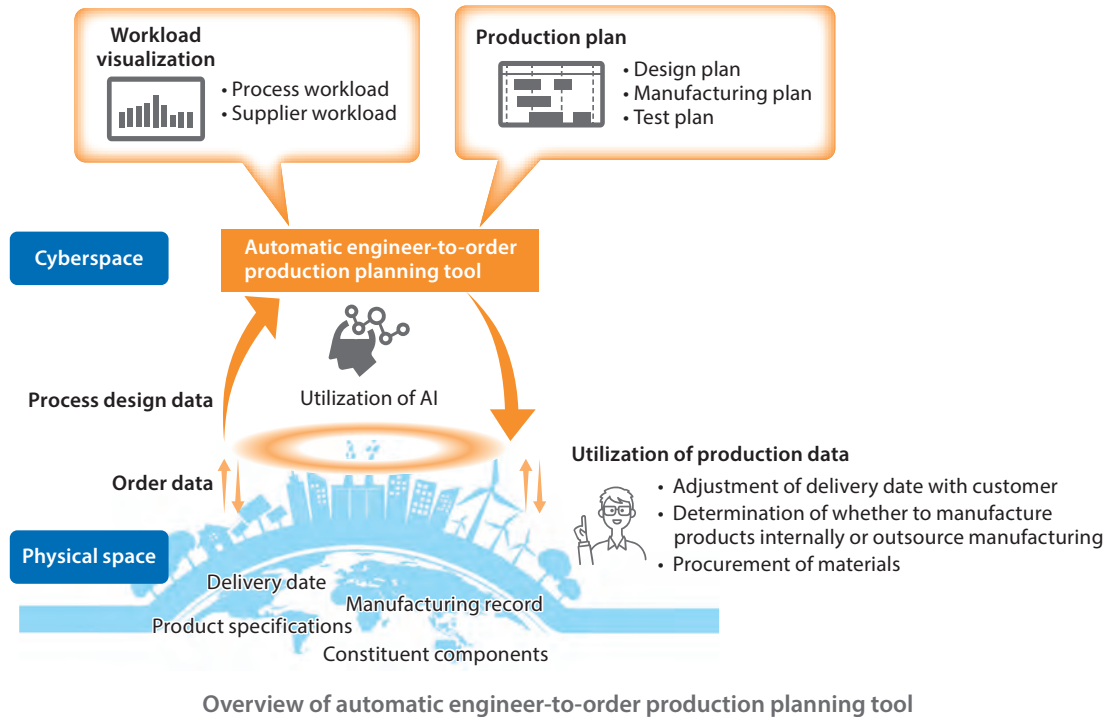 Workload
visualization
• Process workload
• Supplier workload
Production plan
• Design plan
• Manufacturing plan
• Test plan
Cyberspace
Automatic engineer-to-order
production planning tool
Process design data
Utilization of AI
Order data
Utilization of production data
• Adjustment of delivery date with customer
• Determination of whether to manufacture
products internally or outsource manufacturing
• Procurement of materials
Physical space
Delivery date
Manufacturing record
Product specifications
Constituent components
Overview of automatic engineer-to-order production planning tool